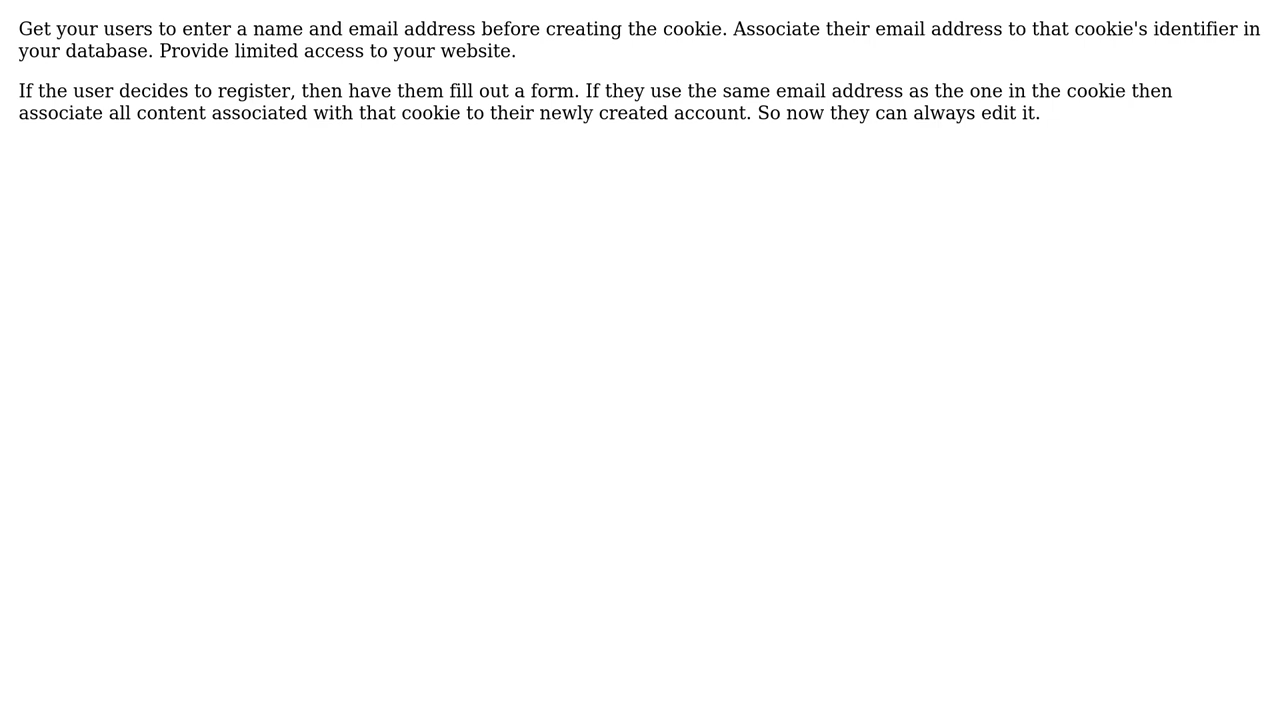 Get your users to enter a name and email address before creating the cookie. Associate their email address to that cookie's identifier in
your database. Provide limited access to your website.
If the user decides to register, then have them fill out a form. If they use the same email address as the one in the cookie then
associate all content associated with that cookie to their newly created account. So now they can always edit it.